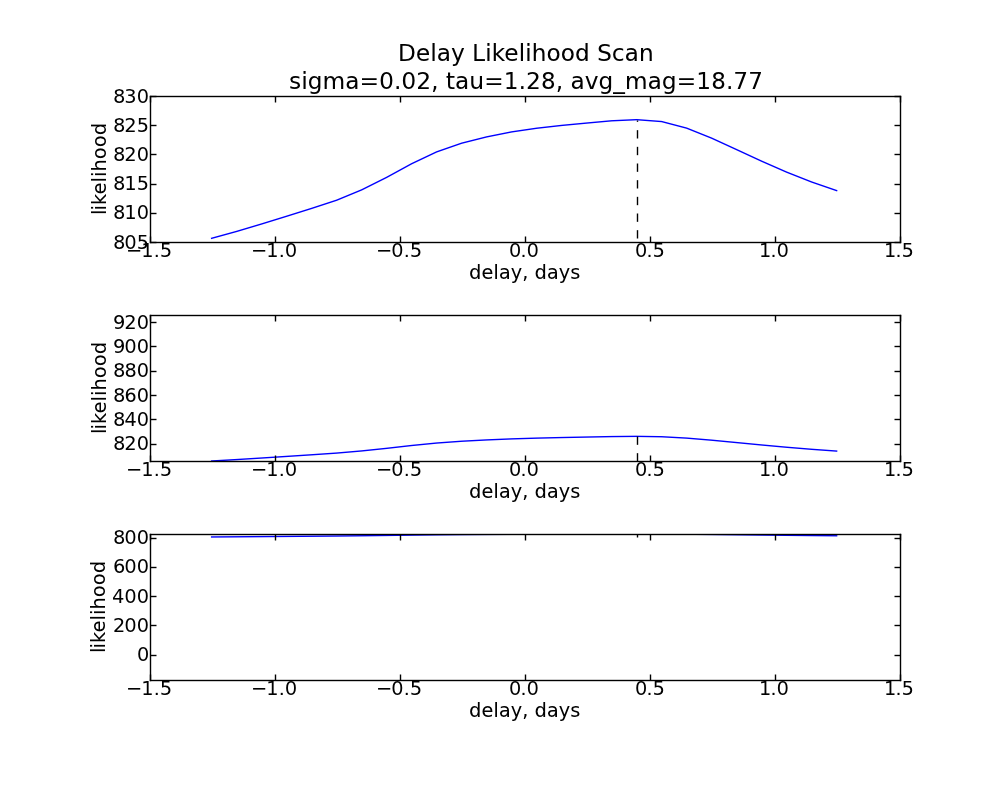 Delay Likelihood Scan
sigma=0.02, tau=1.28, avg_mag=18.77
830
825
820
815
810
805
likelihood
−1.5 −1.0 −0.5 0.0 0.5 1.0 1.5
delay, days
920
900
880
860
840
820
likelihood
−1.5 −1.0 −0.5 0.0 0.5 1.0 1.5
delay, days
800
600
400
200
0
likelihood
−1.5 −1.0 −0.5 0.0 0.5 1.0 1.5
delay, days